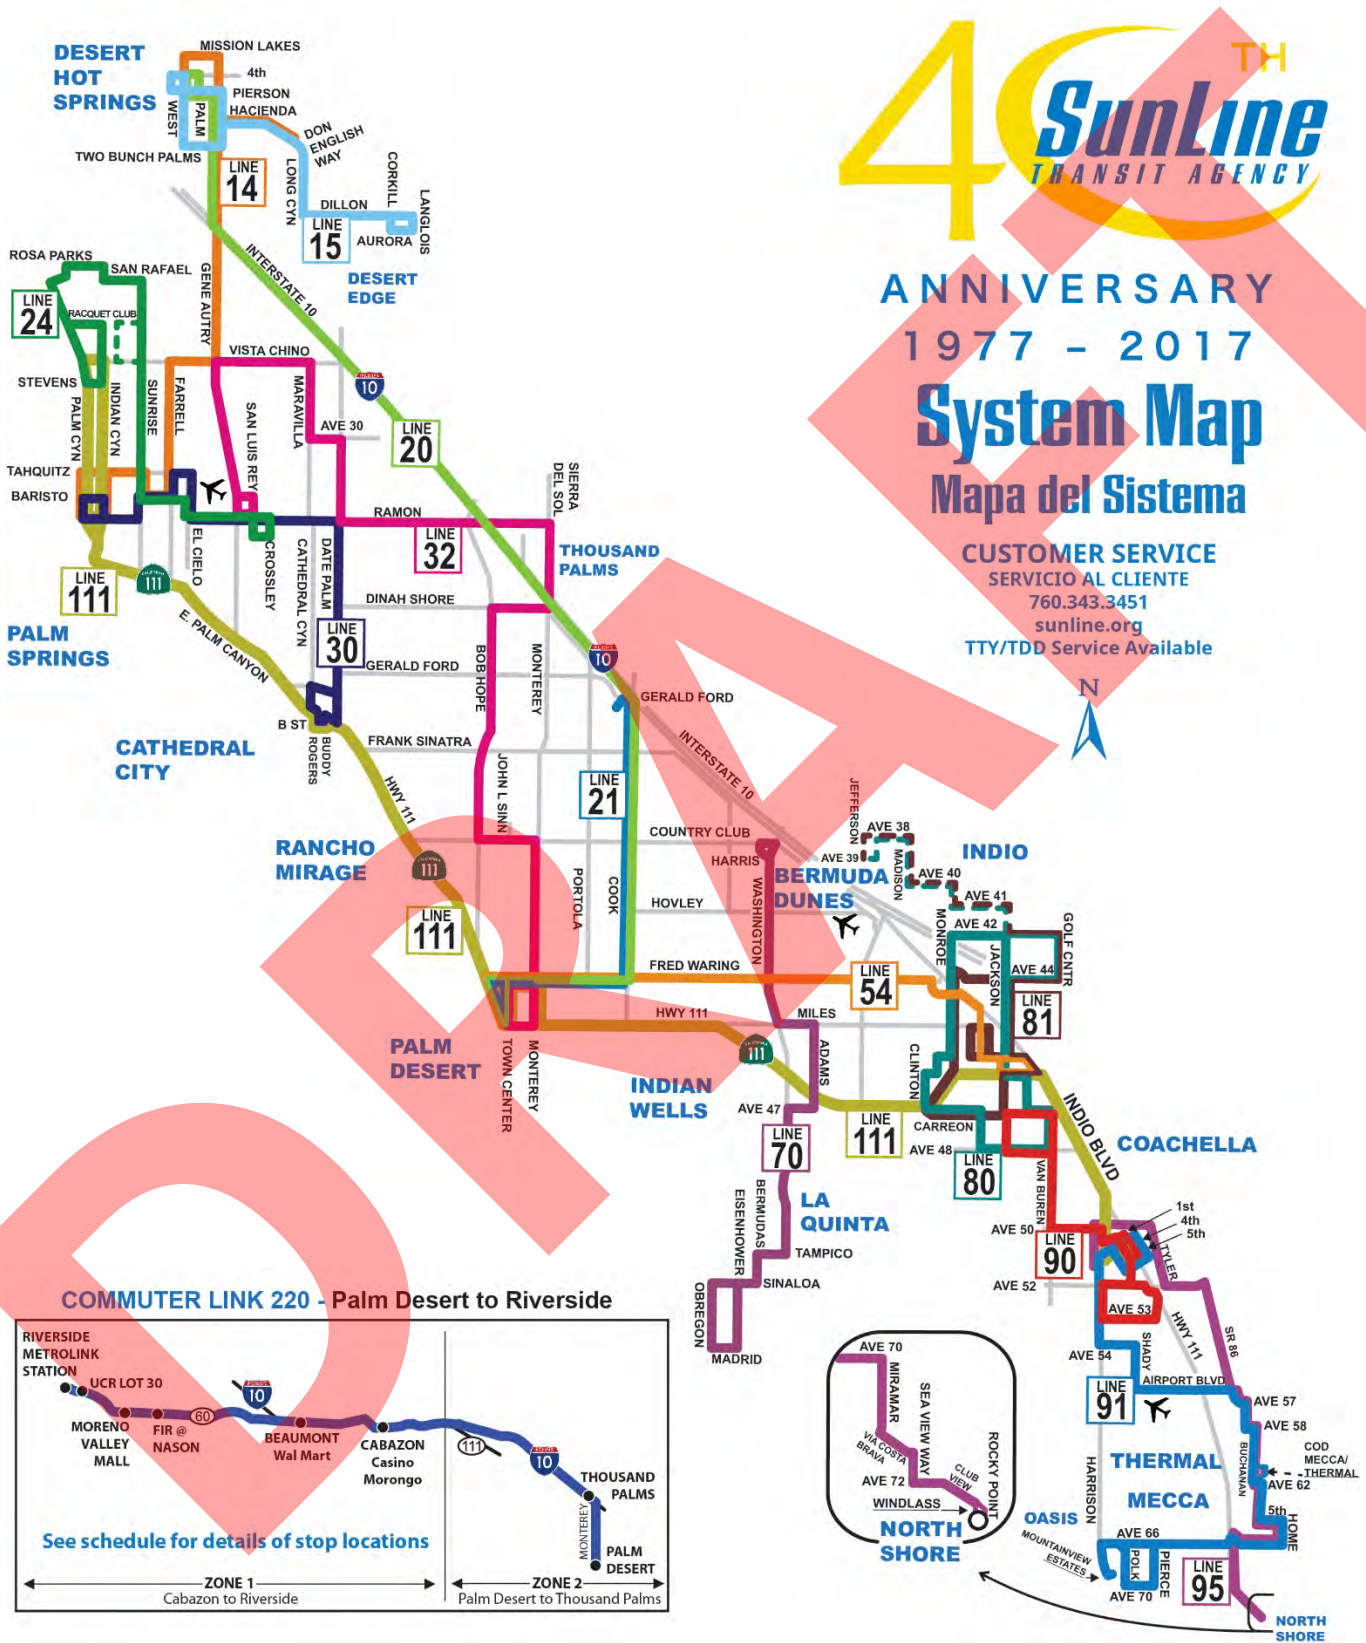 40TH
SunLine
TRANSIT AGENCY
ANNIVERSARY
1977 – 2017
System Map
Mapa del Sistema
CUSTOMER SERVICE
SERVICIO AL CLIENTE
760.343.3451
sunline.org
TTY/TDD Service Available
N
DRAFT
DESERT
HOT
SPRINGS
MISSION LAKES
4th
PIERSON
HACIENDA
WEST
PALM
DON
ENGLISH
WAY
TWO BUNCH PALMS
LINE
14
LONG CYN
CORKILL
LANGLOIS
DILLON
LINE
15
AURORA
DESERT
EDGE
INTERSTATE 10
ROSA PARKS
SAN RAFAEL
GENE AUTRY
LINE
24
RACQUET CLUB
VISTA CHINO
10
STEVENS
PALM CYN
INDIAN CYN
SUNRISE
FARRELL
SAN LUIS REY
MARAVILLA
AVE 30
LINE
20
TAHQUITZ
BARISTO
SIERRA
DEL SOL
RAMON
LINE
32
THOUSAND
PALMS
EL CIELO
CROSSLEY
CATHEDRAL CYN
DATE PALM
LINE
111
111
DINAH SHORE
PALM
SPRINGS
E. PALM CANYON
LINE
30
GERALD FORD
BOB HOPE
MONTEREY
10
GERALD FORD
B ST
BUDDY
ROGERS
CATHEDRAL
CITY
FRANK SINATRA
INTERSTATE 10
HWY 111
JOHN L SINN
LINE
21
COUNTRY CLUB
HARRIS
JEFFERSON
AVE 38
AVE 39
MADISON
INDIO
RANCHO
MIRAGE
111
BERMUDA
DUNES
AVE 40
AVE 41
PORTOLA
COOK
HOVLEY
WASHINGTON
MONROE
AVE 42
GOLF CNTR
LINE
111
JACKSON
AVE 44
FRED WARING
LINE
54
LINE
81
HWY 111
MILES
PALM
DESERT
TOWN CENTER
MONTEREY
111
ADAMS
CLINTON
INDIAN
WELLS
AVE 47
LINE
70
LINE
111
CARREON
AVE 48
LINE
80
INDIO BLVD
COACHELLA
VAN BUREN
EISENHOWER
BERMUDAS
LA
QUINTA
AVE 50
LINE
90
1st
4th
5th
TYLER
TAMPICO
SINALOA
AVE 52
OBREGON
MADRID
AVE 53
HWY 111
SR 86
AVE 54
SHADY
AIRPORT BLVD
LINE
91
AVE 57
AVE 58
THERMAL
BUCHANAN
COD
MECCA/
THERMAL
HARRISON
MECCA
AVE 62
5th
HOME
OASIS
AVE 66
MOUNTAINVIEW
ESTATES
POLK
PIERCE
AVE 70
LINE
95
NORTH
SHORE
AVE 70
MIRAMAR
SEA VIEW WAY
VIA COSTA
BRAVA
AVE 72
CLUB
VIEW
ROCKY POINT
WINDLASS
NORTH
SHORE
COMMUTER LINK 220 - Palm Desert to Riverside
RIVERSIDE
METROLINK
STATION
UCR LOT 30
10
60
MORENO
VALLEY
MALL
FIR @
NASON
BEAUMONT
Wal Mart
CABAZON
Casino
Morongo
111
10
THOUSAND
PALMS
MONTEREY
PALM
DESERT
See schedule for details of stop locations
ZONE 1
Cabazon to Riverside
ZONE 2
Palm Desert to Thousand Palms